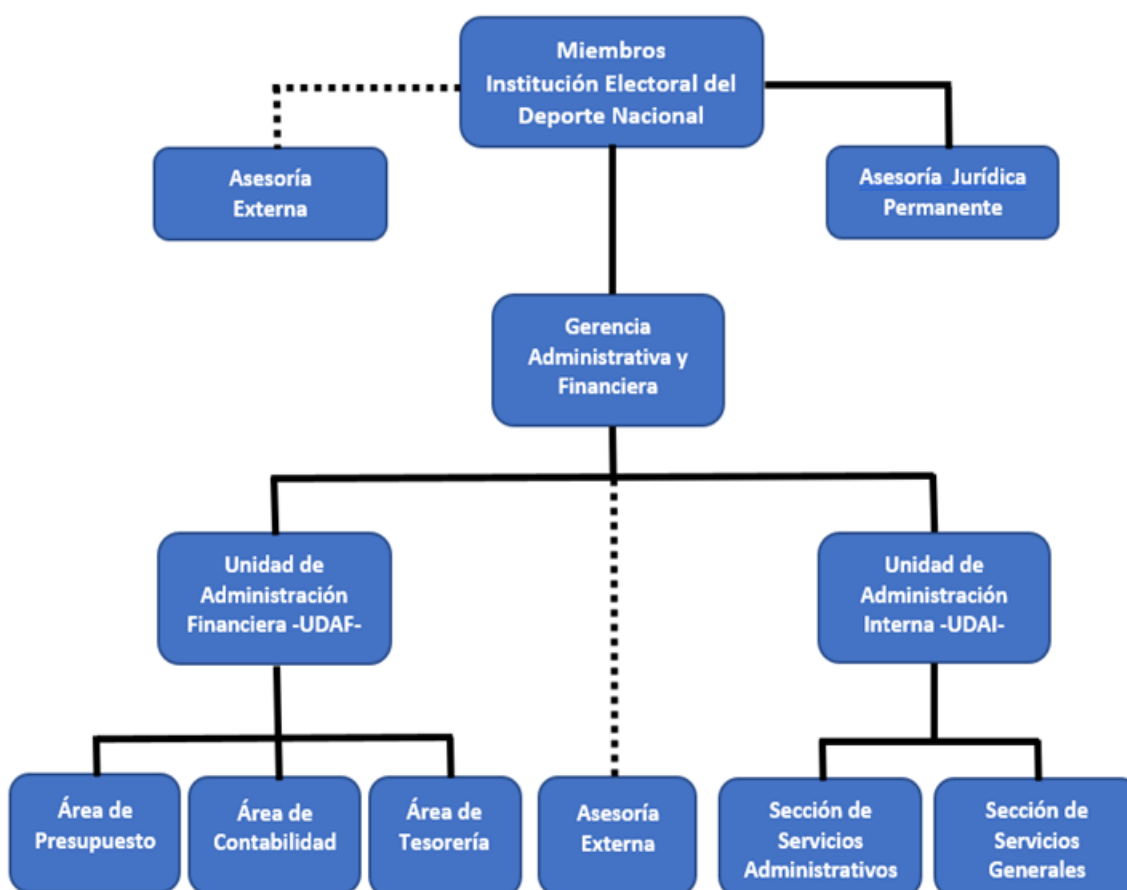 Miembros
Institución Electoral del
Deporte Nacional
Asesoría
Externa
Asesoría Jurídica
Permanente
Gerencia
Administrativa y
Financiera
Unidad de
Administración
Financiera -UDAF-
Unidad de
Administración
Interna -UDAI-
Área de
Presupuesto
Área de
Contabilidad
Área de
Tesorería
Asesoría
Externa
Sección de
Servicios
Administrativos
Sección de
Servicios
Generales